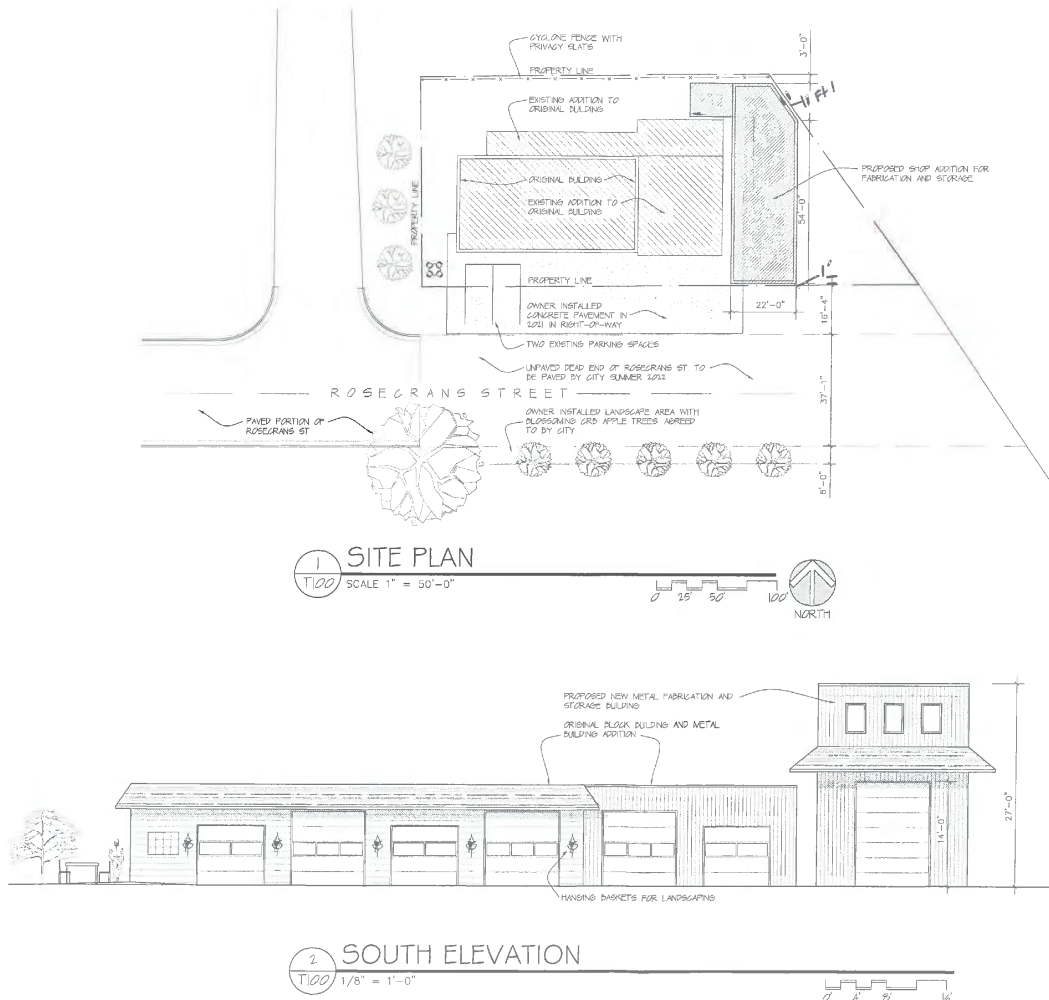 CYCLONE FENCE WITH
PRIVACY SLATS
PROPERTY LINE
3'-0"
EXISTING ADDITION TO
ORIGINAL BUILDING
PROPOSED SHOP ADDITION FOR
FABRICATION AND STORAGE
ORIGINAL BUILDING
EXISTING ADDITION TO
ORIGINAL BUILDING
54'-0"
PROPERTY LINE
PROPERTY LINE
1'
22'-0"
16'-4"
OWNER INSTALLED
CONCRETE PAVEMENT IN
2021 IN RIGHT-OF-WAY
TWO EXISTING PARKING SPACES
UNPAVED DEAD END OF ROSECRANS ST. TO
BE PAVED BY CITY SUMMER 2022
ROSECRANS STREET
37'-1"
PAVED PORTION OF
ROSECRANS ST
OWNER INSTALLED LANDSCAPE AREA WITH
BLOSSOMING CRB APPLE TREES AGREED
TO BY CITY
1
T100
SITE PLAN
SCALE 1" = 50'-0"
0' 25' 50' 100'
NORTH
PROPOSED NEW METAL FABRICATION AND
STORAGE BUILDING
ORIGINAL BLOCK BUILDING AND METAL
BUILDING ADDITION
14'-0"
27'-0"
HANGING BASKETS FOR LANDSCAPING
2
T100
SOUTH ELEVATION
1/8" = 1'-0"
0' 4' 8' 16'